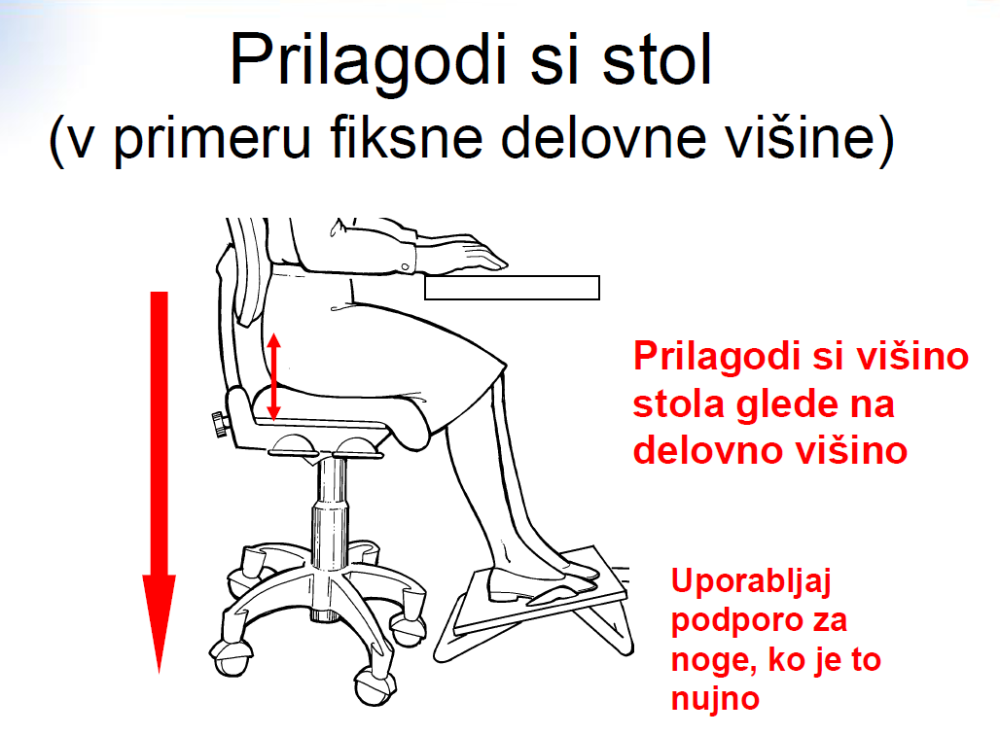 Prilagodi si stol
(v primeru fiksne delovne višine)
Prilagodi si višino
stola glede na
delovno višino
Uporabljaj
podporo za
noge, ko je to
nujno